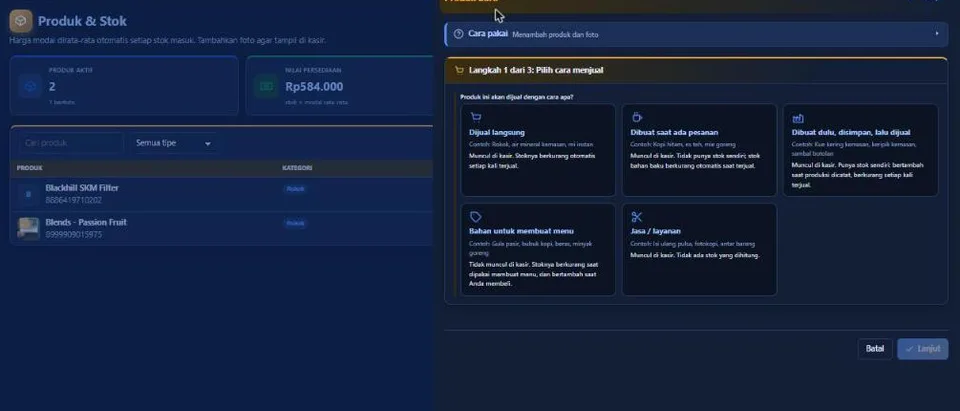 Produk & Stok
Harga modal dirata-rata otomatis setiap stok masuk. Tambahkan foto agar tampil di kasir.
PRODUK AKTIF
2
NILAI PERSEDIAAN
Rp584.000
stok × modal rata-rata
Cari produk
Semua tipe
PRODUK
KATEGORI
Blackhill SKM Filter
8886419710202
Rokok
Blends - Passion Fruit
0999909015975
Cara pakai Menambah produk dan foto
Langkah 1 dari 3: Pilih cara menjual
Produk ini akan dijual dengan cara apa?
Dijual langsung
Contoh: Rokok, air mineral kemasan, mi instan
Muncul di kasir. Stoknya berkurang otomatis
setiap kali terjual.
Dibuat saat ada pesanan
Contoh: Kopi hitam, es teh, mie goreng
Muncul di kasir. Tidak punya stok sendiri; stok
bahan baku berkurang otomatis saat terjual.
Dibuat dulu, disimpan, lalu dijual
Contoh: Kue kering kemasan, keripik kemasan,
sambal botolan
Muncul di kasir. Punya stok sendiri: bertambah
saat produksi dicatat, berkurang setiap kali
terjual.
Bahan untuk membuat menu
Contoh: Gula pasir, bubuk kopi, beras, minyak
goreng
Tidak muncul di kasir. Stoknya berkurang saat
dipakai membuat menu, dan bertambah saat
Anda membeli.
Jasa / layanan
Contoh: Isi ulang pulsa, fotokopi, antar barang
Muncul di kasir. Tidak ada stok yang dihitung.
Batal
Lanjut